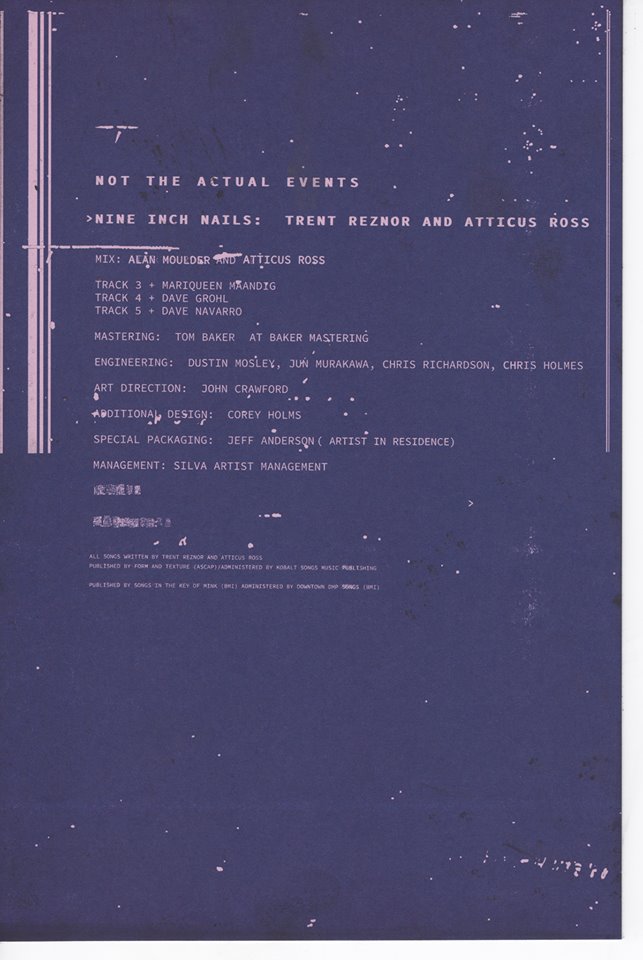 NOT THE ACTUAL EVENTS
>NINE INCH NAILS: TRENT REZNOR AND ATTICUS ROSS
MIX: ALAN MOULDER AND ATTICUS ROSS
TRACK 3 + MARIQUEEN MAANDIG
TRACK 4 + DAVE GROHL
TRACK 5 + DAVE NAVARRO
MASTERING: TOM BAKER AT BAKER MASTERING
ENGINEERING: DUSTIN MOSLEY, JUN MURAKAWA, CHRIS RICHARDSON, CHRIS HOLMES
ART DIRECTION: JOHN CRAWFORD
ADDITIONAL DESIGN: COREY HOLMS
SPECIAL PACKAGING: JEFF ANDERSON ( ARTIST IN RESIDENCE)
MANAGEMENT: SILVA ARTIST MANAGEMENT
>
ALL SONGS WRITTEN BY TRENT REZNOR AND ATTICUS ROSS
PUBLISHED BY FORM AND TEXTURE (ASCAP)/ADMINISTERED BY KOBALT SONGS MUSIC PUBLISHING
PUBLISHED BY SONGS IN THE KEY OF MINK (BMI) ADMINISTERED BY DOWNTOWN DMP SONGS (BMI)